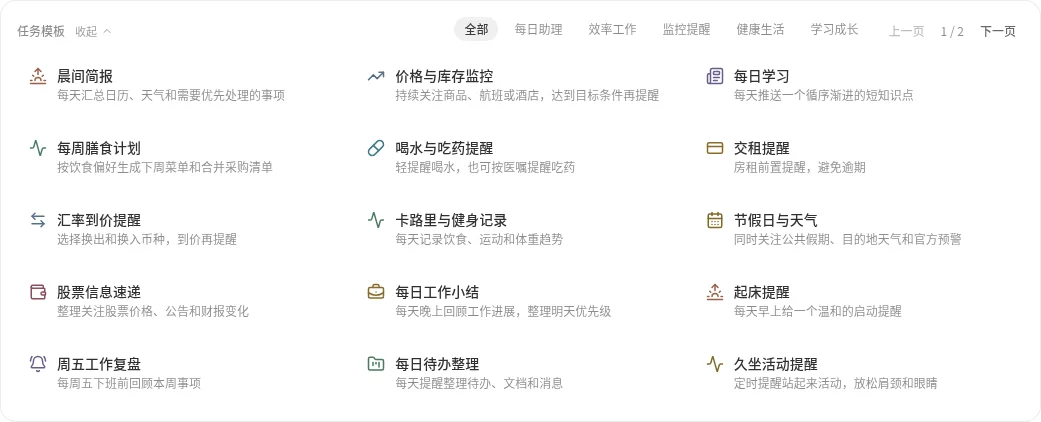 任务模板 收起
全部 每日助理 效率工作 监控提醒 健康生活 学习成长 上一页 1 / 2 下一页
晨间简报
每天汇总日历、天气和需要优先处理的事项
价格与库存监控
持续关注商品、航班或酒店，达到目标条件再提醒
每日学习
每天推送一个循序渐进的短知识点
每周膳食计划
按饮食偏好生成下周菜单和合并采购清单
喝水与吃药提醒
轻提醒喝水，也可按医嘱提醒吃药
交租提醒
房租前置提醒，避免逾期
汇率到价提醒
选择换出和换入币种，到价再提醒
卡路里与健身记录
每天记录饮食、运动和体重趋势
节假日与天气
同时关注公共假期、目的地天气和官方预警
股票信息速递
整理关注股票价格、公告和财报变化
每日工作小结
每天晚上回顾工作进展，整理明天优先级
起床提醒
每天早上给一个温和的启动提醒
周五工作复盘
每周五下班前回顾本周事项
每日待办整理
每天提醒整理待办、文档和消息
久坐活动提醒
定时提醒站起来活动，放松肩颈和眼睛